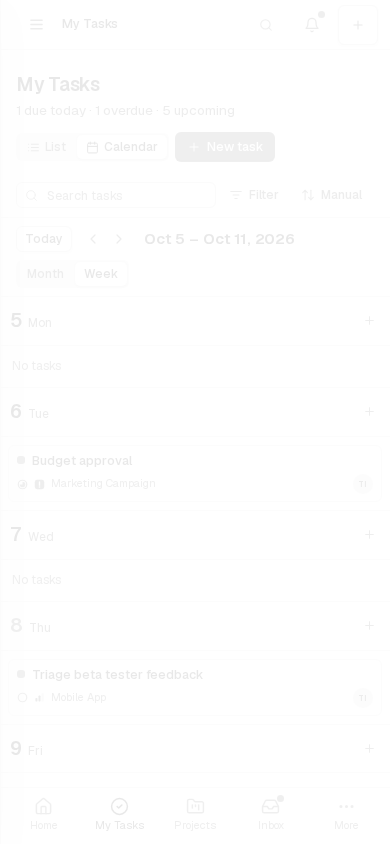 My Tasks
My Tasks
1 due today · 1 overdue · 5 upcoming
List
Calendar
New task
Search tasks
Filter
Manual
Today
Oct 5 – Oct 11, 2026
Month
Week
5 Mon
No tasks
6 Tue
Budget approval
Marketing Campaign
TI
7 Wed
No tasks
8 Thu
Triage beta tester feedback
Mobile App
TI
9 Fri
Home
My Tasks
Projects
Inbox
More